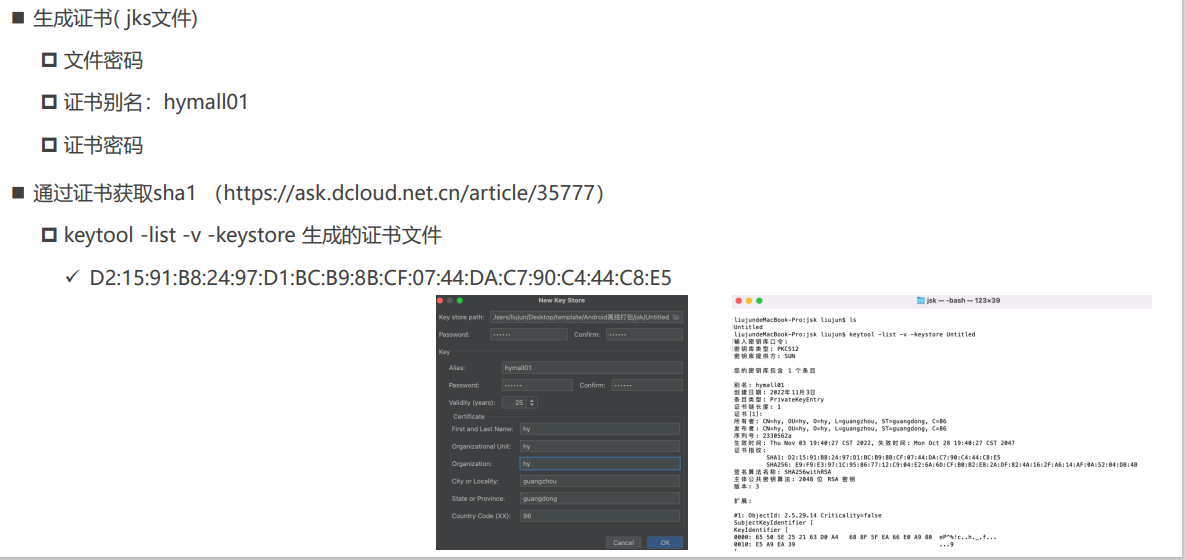 生成证书( jks文件)
文件密码
证书别名：hymall01
证书密码
通过证书获取sha1 （https://ask.dcloud.net.cn/article/35777）
keytool -list -v -keystore 生成的证书文件
D2:15:91:B8:24:97:D1:BC:B9:8B:CF:07:44:DA:C7:90:C4:44:C8:E5
New Key Store
Key store path: /Users/liujun/Desktop/template/Android离线打包/jsk/Untitled
Password: •••••• Confirm: ••••••
Key
Alias: hymall01
Password: •••••• Confirm: ••••••
Validity (years): 25
Certificate
First and Last Name: hy
Organizational Unit: hy
Organization: hy
City or Locality: guangzhou
State or Province: guangdong
Country Code (XX): 86
Cancel OK
jsk — -bash — 123×39
liujundeMacBook-Pro:jsk liujun$ ls
Untitled
liujundeMacBook-Pro:jsk liujun$ keytool -list -v -keystore Untitled
输入密钥库口令:
密钥库类型: PKCS12
密钥库提供方: SUN
您的密钥库包含 1 个条目
别名: hymall01
创建日期: 2022年11月3日
条目类型: PrivateKeyEntry
证书链长度: 1
证书[1]:
所有者: CN=hy, OU=hy, O=hy, L=guangzhou, ST=guangdong, C=86
发布者: CN=hy, OU=hy, O=hy, L=guangzhou, ST=guangdong, C=86
序列号: 2330562a
生效时间: Thu Nov 03 19:40:27 CST 2022, 失效时间: Mon Oct 28 19:40:27 CST 2047
证书指纹:
SHA1: D2:15:91:B8:24:97:D1:BC:B9:8B:CF:07:44:DA:C7:90:C4:44:C8:E5
SHA256: E9:F9:E3:97:1C:95:86:77:12:C9:04:E2:6A:6D:CF:B0:B2:E8:2A:DF:82:4A:16:2F:A6:14:AF:0A:52:04:DB:4B
签名算法名称: SHA256withRSA
主体公共密钥算法: 2048 位 RSA 密钥
版本: 3
扩展:
#1: ObjectId: 2.5.29.14 Criticality=false
SubjectKeyIdentifier [
KeyIdentifier [
0000: 65 50 5E 25 21 63 D0 A4 68 8F 5F EA 66 E0 A9 80 eP^%!c..h._.f...
0010: E5 A9 EA 39 ...9